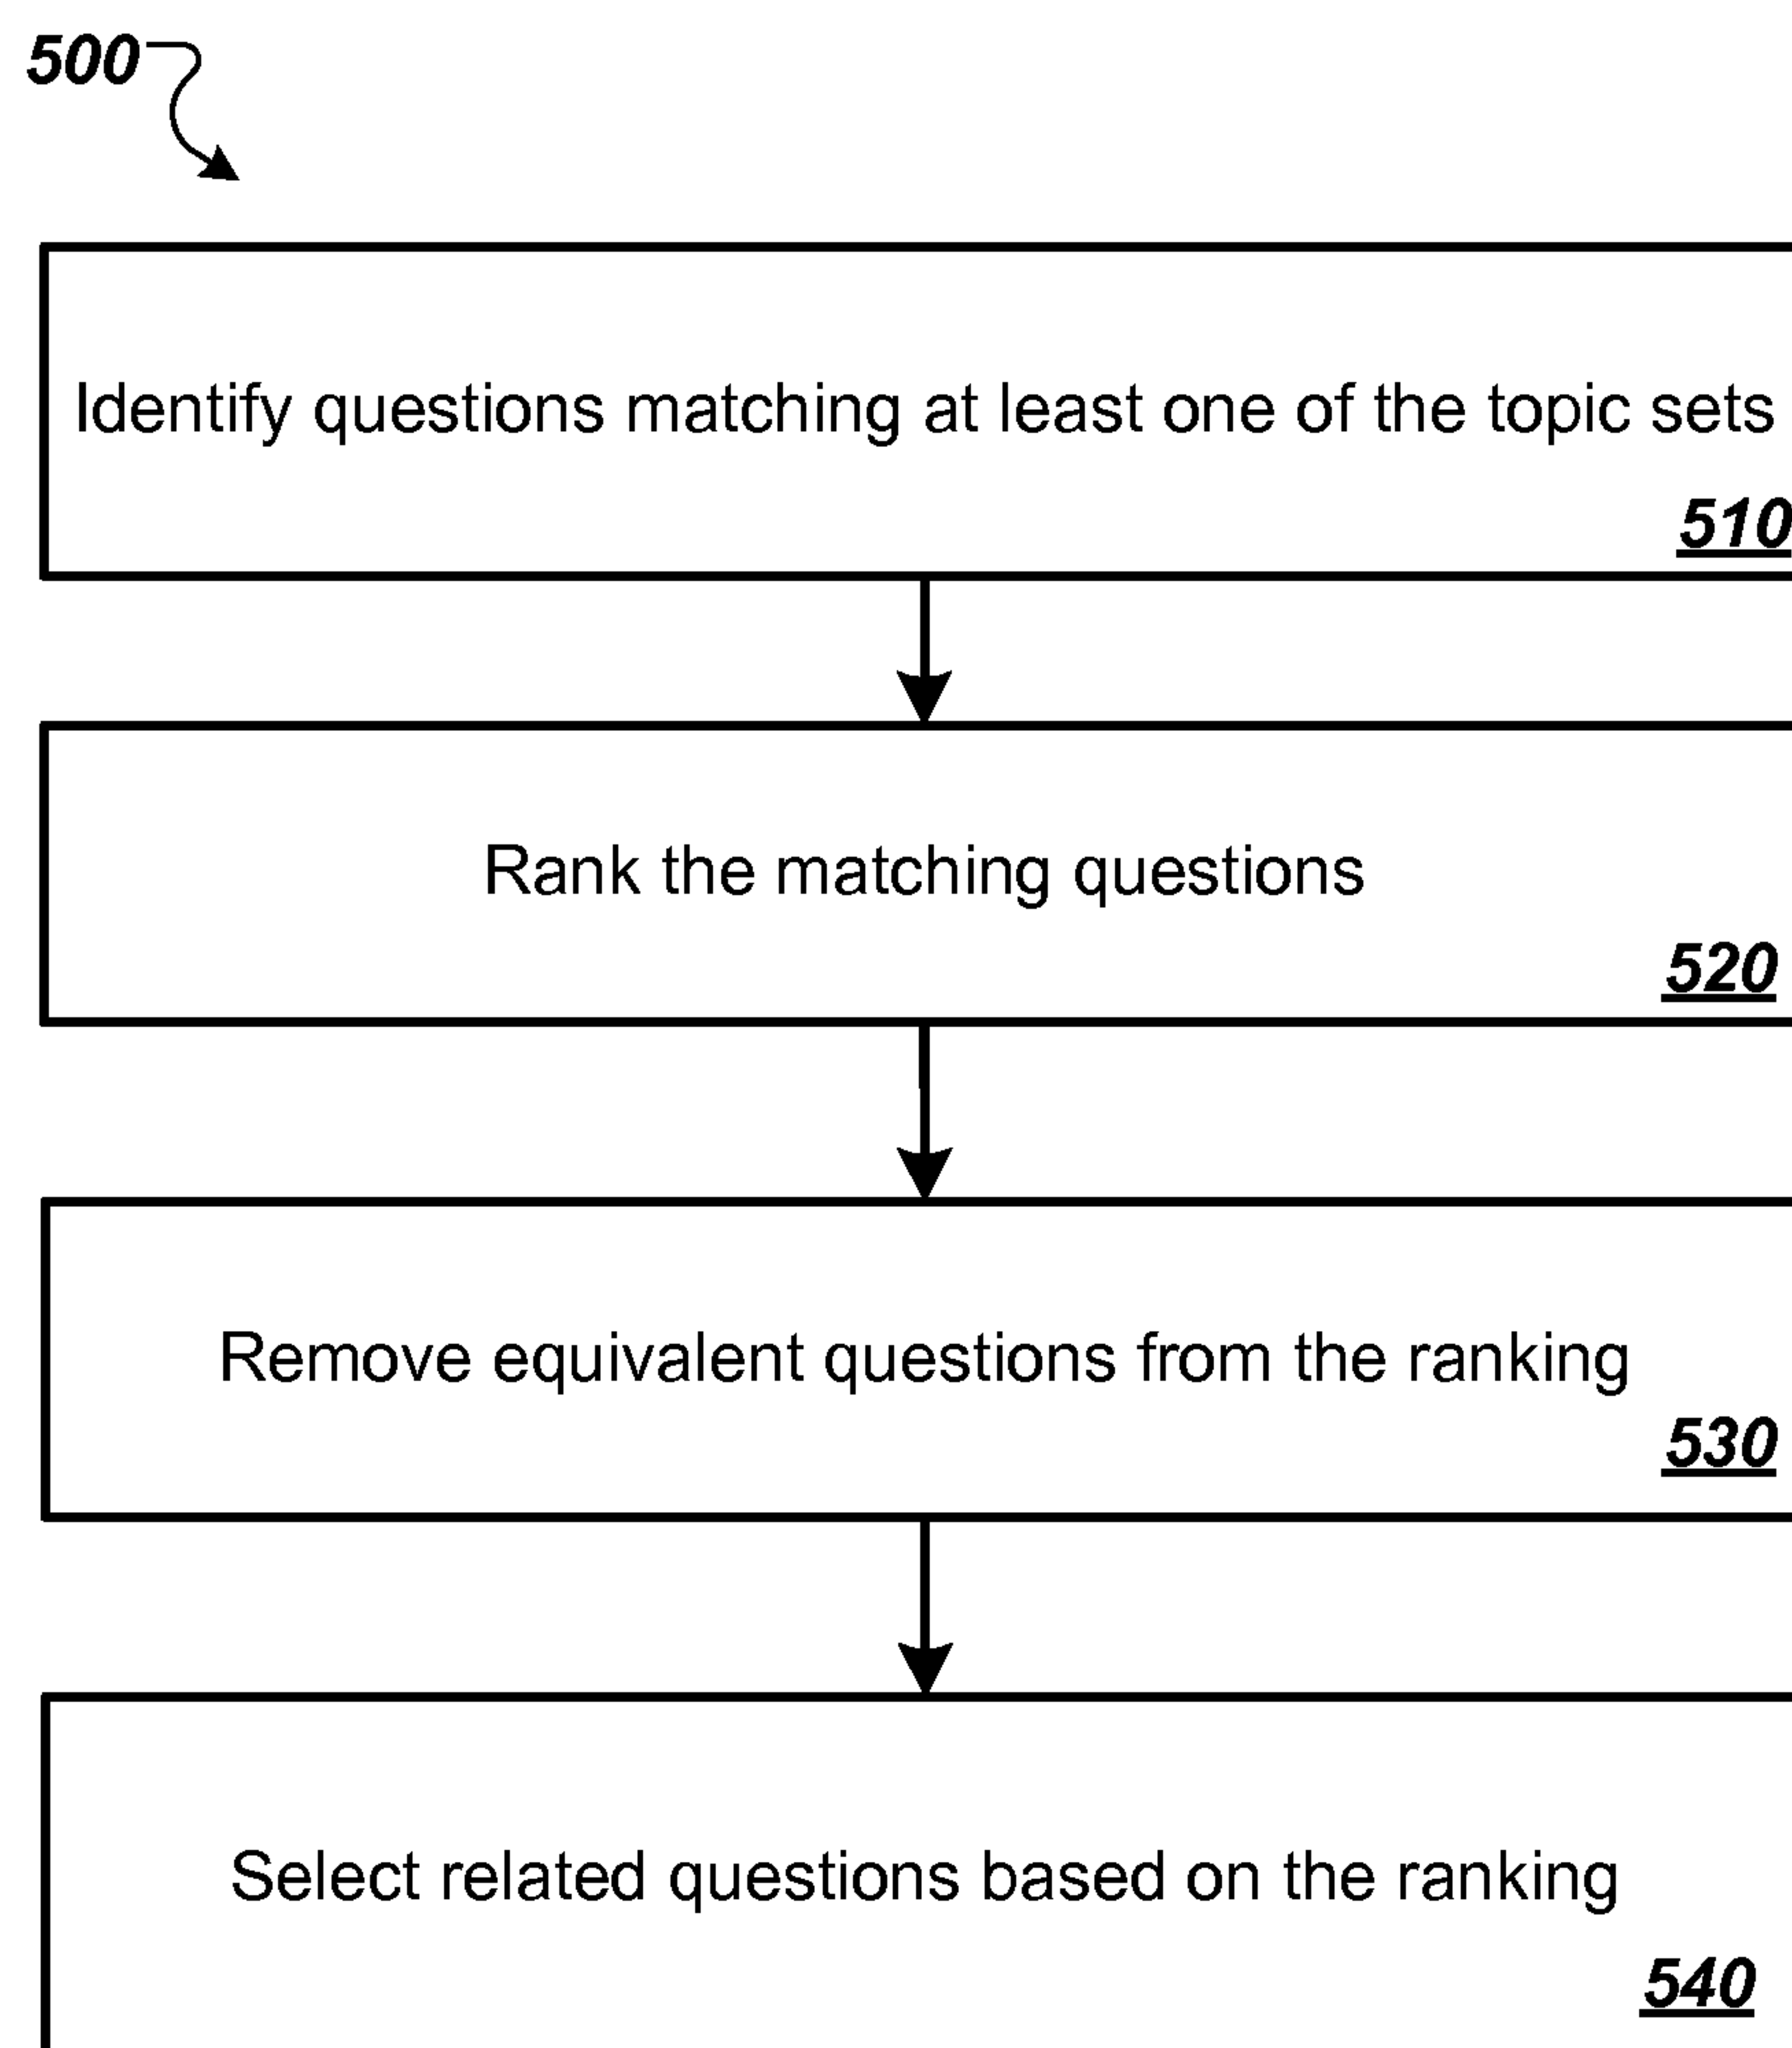 500
Identify questions matching at least one of the topic sets
510
Rank the matching questions
520
Remove equivalent questions from the ranking
530
Select related questions based on the ranking
540